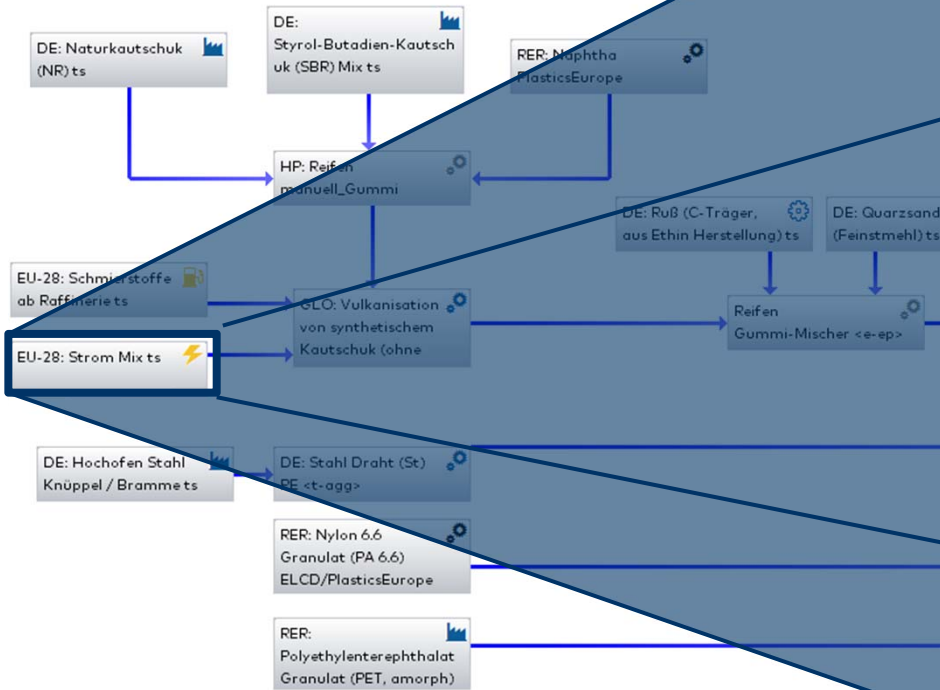 DE: Naturkautschuk
(NR) ts
DE:
Styrol-Butadien-Kautsch
uk (SBR) Mix ts
RER: Naphtha
PlasticsEurope
HP: Reifen
manuell_Gummi
DE: Ruß (C-Träger,
aus Ethin Herstellung) ts
DE: Quarzsand
(Feinstmehl) ts
EU-28: Schmierstoffe
ab Raffinerie ts
GLO: Vulkanisation
von synthetischem
Kautschuk (ohne
Reifen
Gummi-Mischer <e-ep>
EU-28: Strom Mix ts
DE: Hochofen Stahl
Knüppel / Bramme ts
DE: Stahl Draht (St)
PE <t-agg>
RER: Nylon 6.6
Granulat (PA 6.6)
ELCD/PlasticsEurope
RER:
Polyethylenterephthalat
Granulat (PET, amorph)